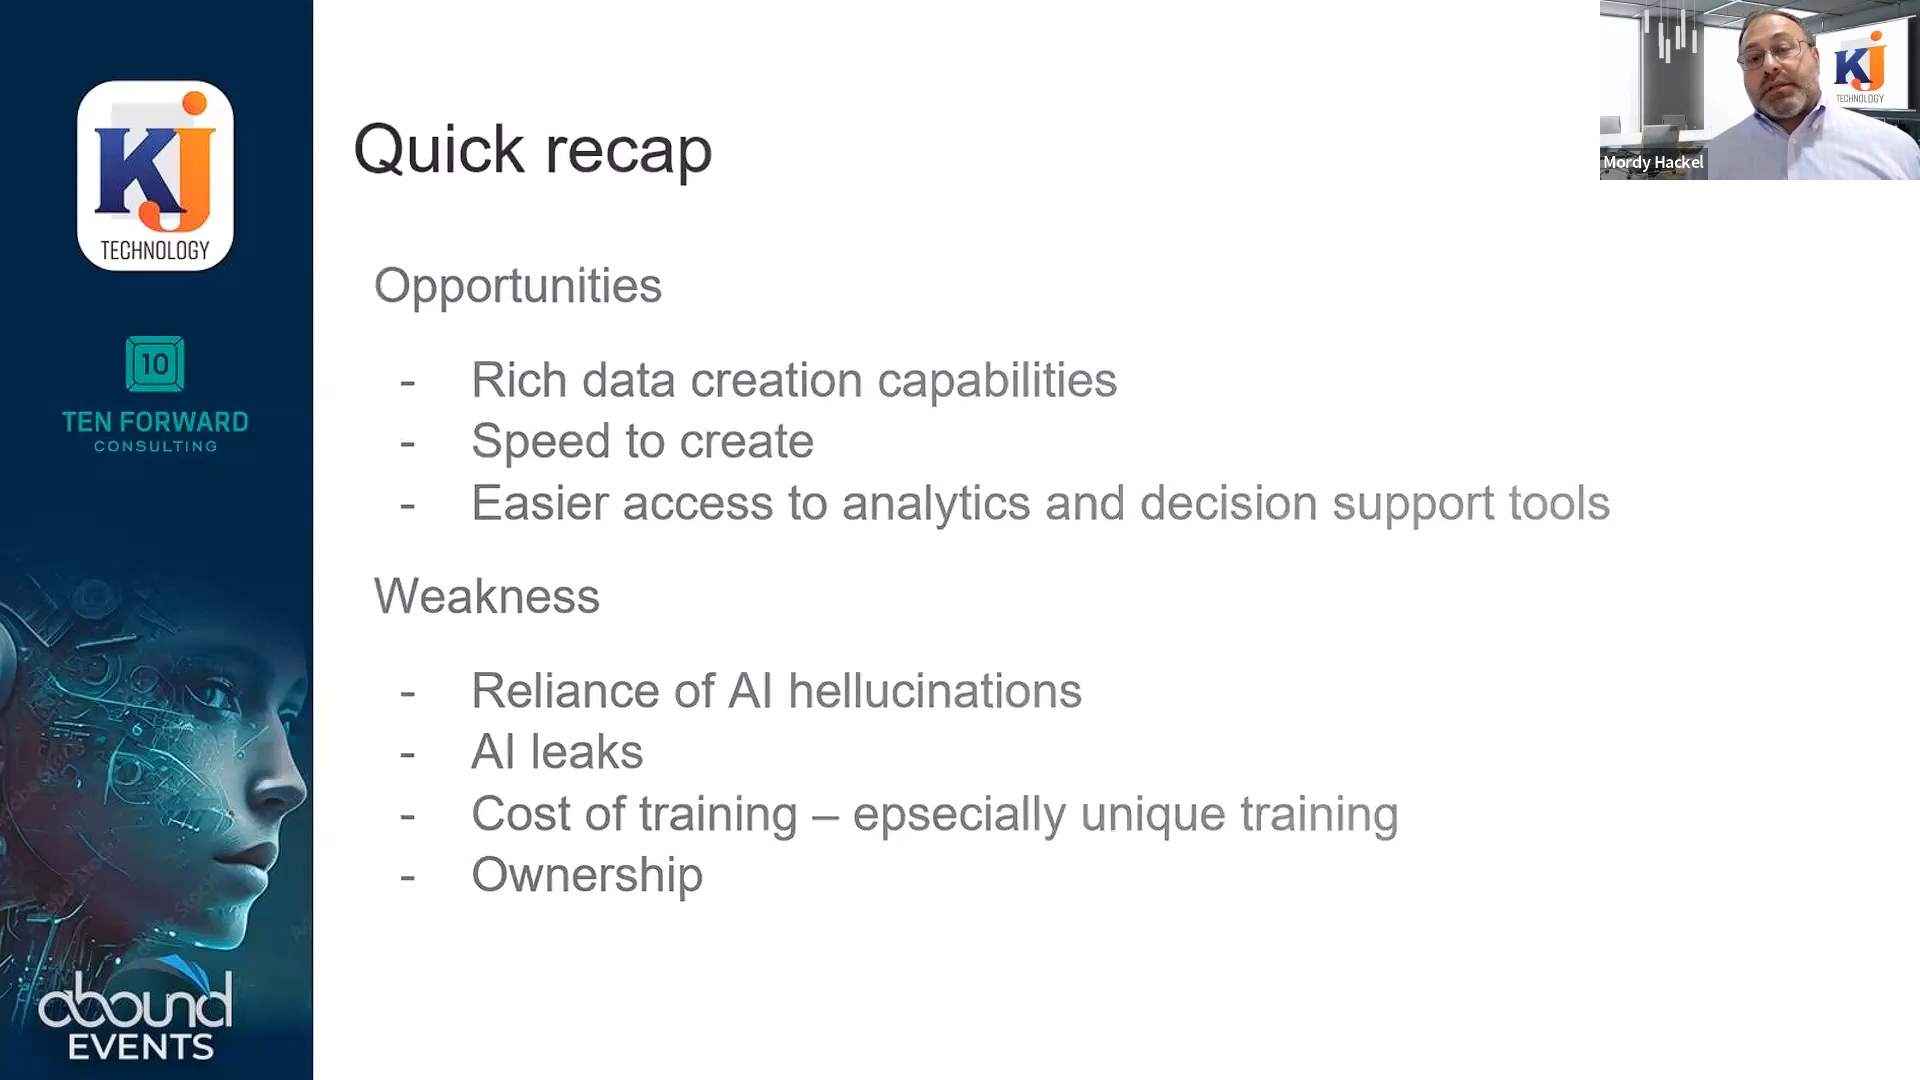 KJ
TECHNOLOGY
10
TEN FORWARD
CONSULTING
abound
EVENTS
Quick recap
Opportunities
- Rich data creation capabilities
- Speed to create
- Easier access to analytics and decision support tools
Weakness
- Reliance of AI hellucinations
- AI leaks
- Cost of training – epsecially unique training
- Ownership
KJ
TECHNOLOGY
Mordy Hackel